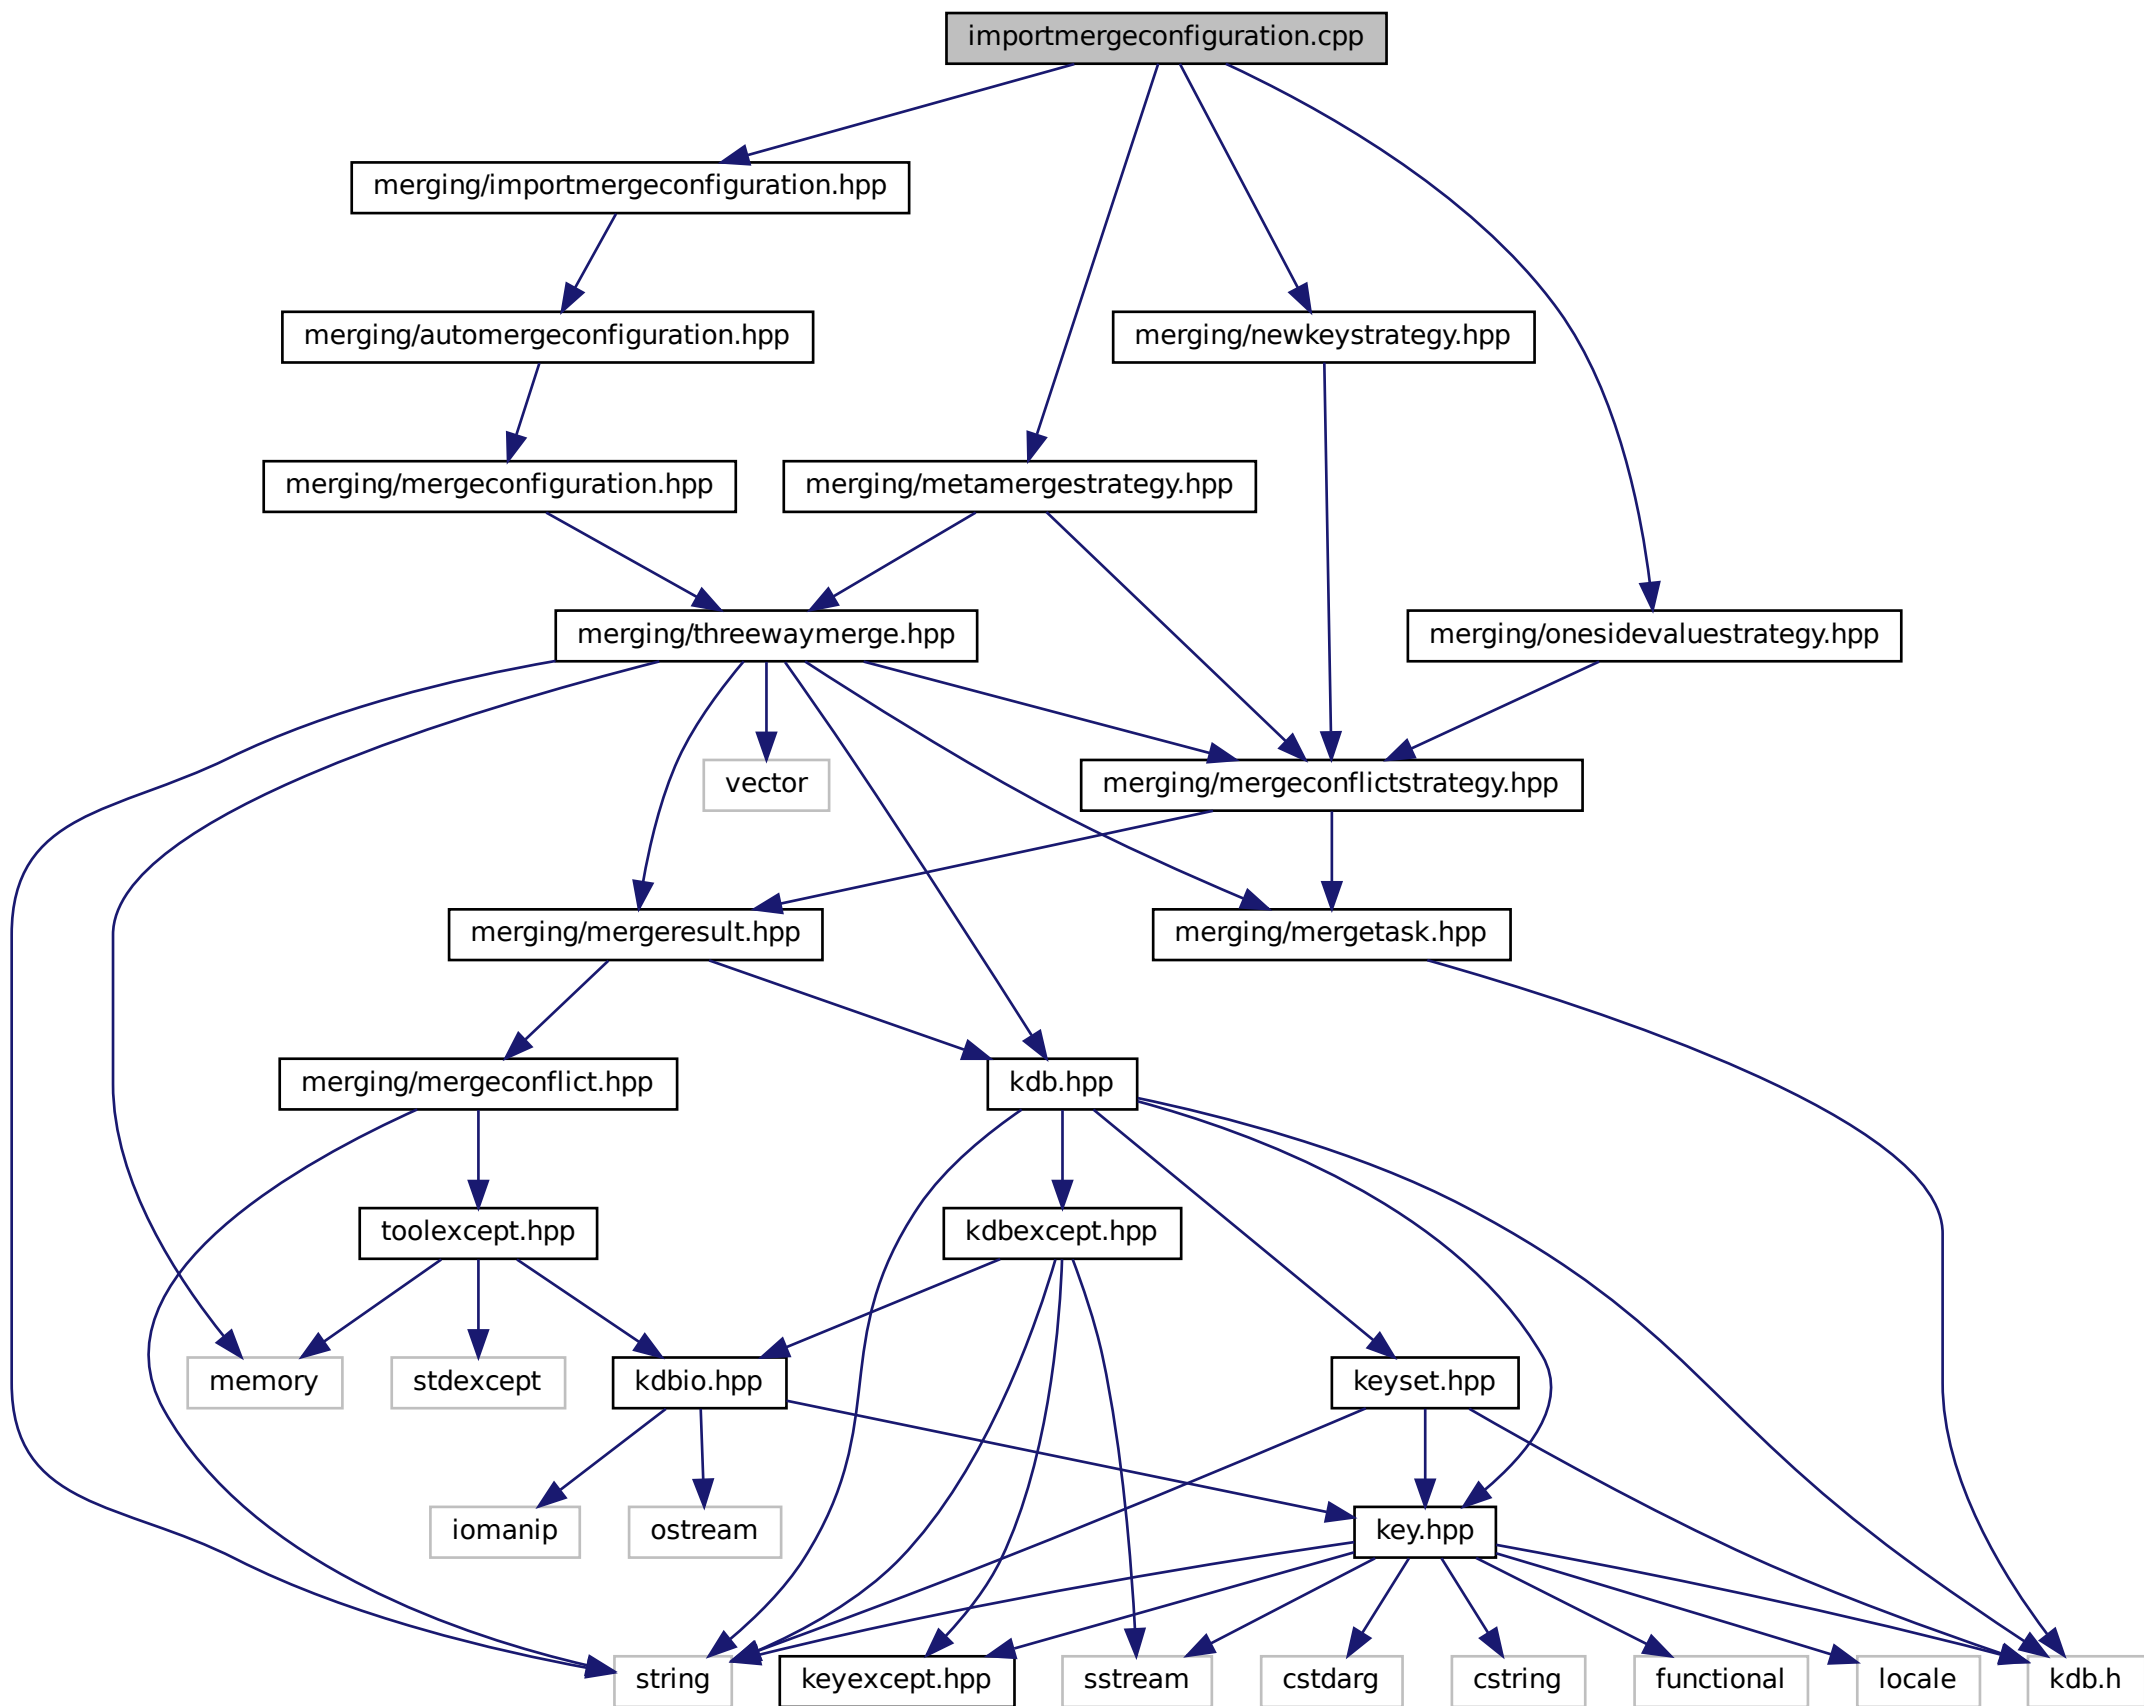 importmergeconfiguration.cpp
merging/importmergeconfiguration.hpp
merging/automergeconfiguration.hpp
merging/newkeystrategy.hpp
merging/mergeconfiguration.hpp
merging/metamergestrategy.hpp
merging/threewaymerge.hpp
merging/onesidevaluestrategy.hpp
vector
merging/mergeconflictstrategy.hpp
merging/mergeresult.hpp
merging/mergetask.hpp
merging/mergeconflict.hpp
kdb.hpp
toolexcept.hpp
kdbexcept.hpp
memory
stdexcept
kdbio.hpp
keyset.hpp
iomanip
ostream
key.hpp
string
keyexcept.hpp
sstream
cstdarg
cstring
functional
locale
kdb.h